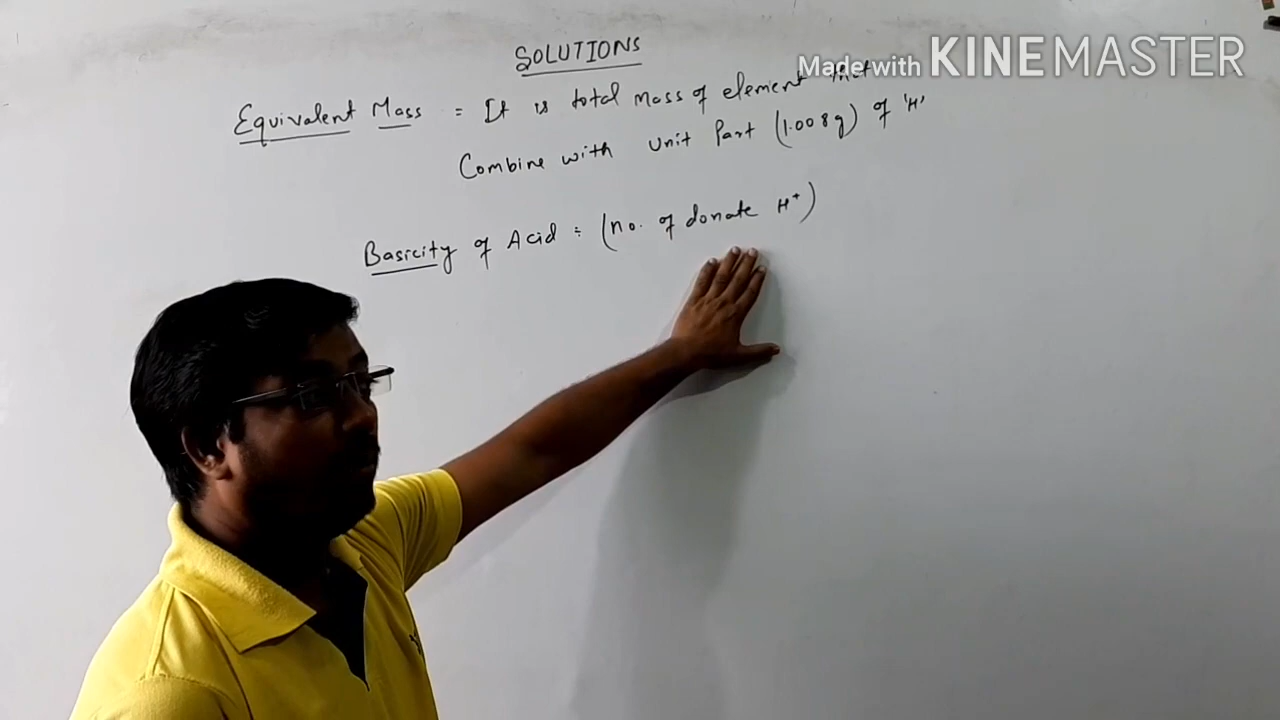 SOLUTIONS
Made with KINEMASTER
Equivalent Mass = It is total mass of element that
Combine with unit Part (1.008g) of 'H'
Basicity of Acid ÷ (no. of donate H⁺)